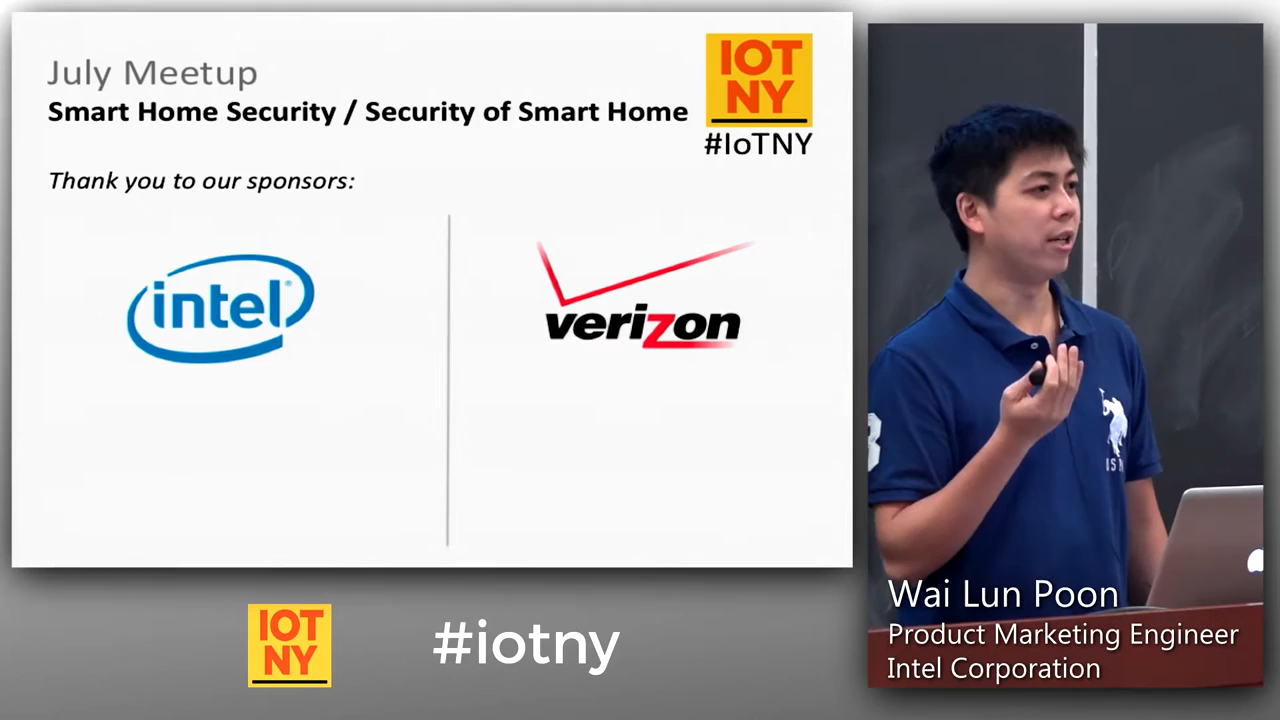 July Meetup
Smart Home Security / Security of Smart Home
IOT
NY
#IoTNY
Thank you to our sponsors:
intel®
verizon
IOT
NY
#iotny
Wai Lun Poon
Product Marketing Engineer
Intel Corporation